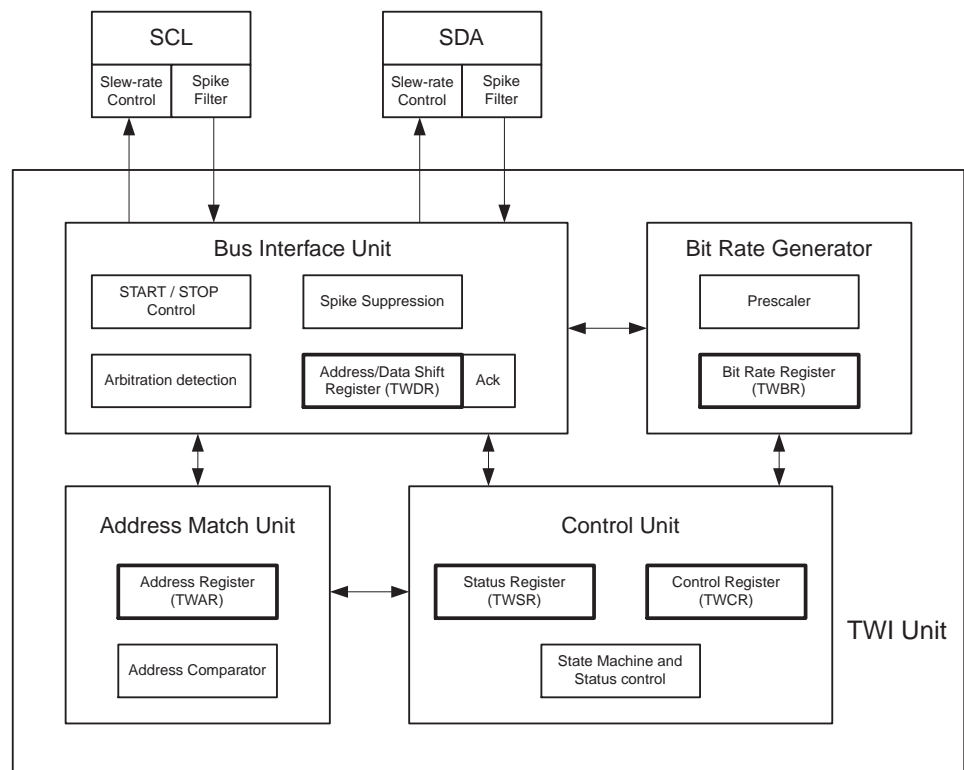 SCL
Slew-rate
Control
Spike
Filter
SDA
Slew-rate
Control
Spike
Filter
Bus Interface Unit
START / STOP
Control
Spike Suppression
Arbitration detection
Address/Data Shift
Register (TWDR)
Ack
Bit Rate Generator
Prescaler
Bit Rate Register
(TWBR)
Address Match Unit
Address Register
(TWAR)
Address Comparator
Control Unit
Status Register
(TWSR)
Control Register
(TWCR)
State Machine and
Status control
TWI Unit